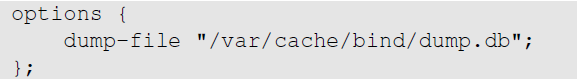 options {
    dump-file "/var/cache/bind/dump.db";
};